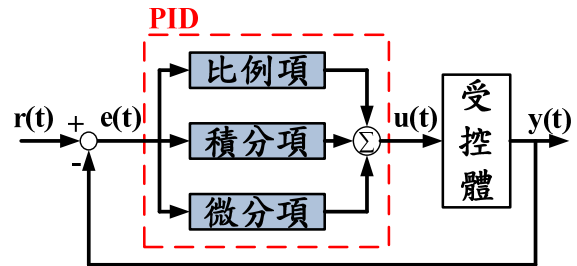 PID
比例項
r(t)
+
-
e(t)
積分項
Σ
u(t)
受控體
y(t)
微分項